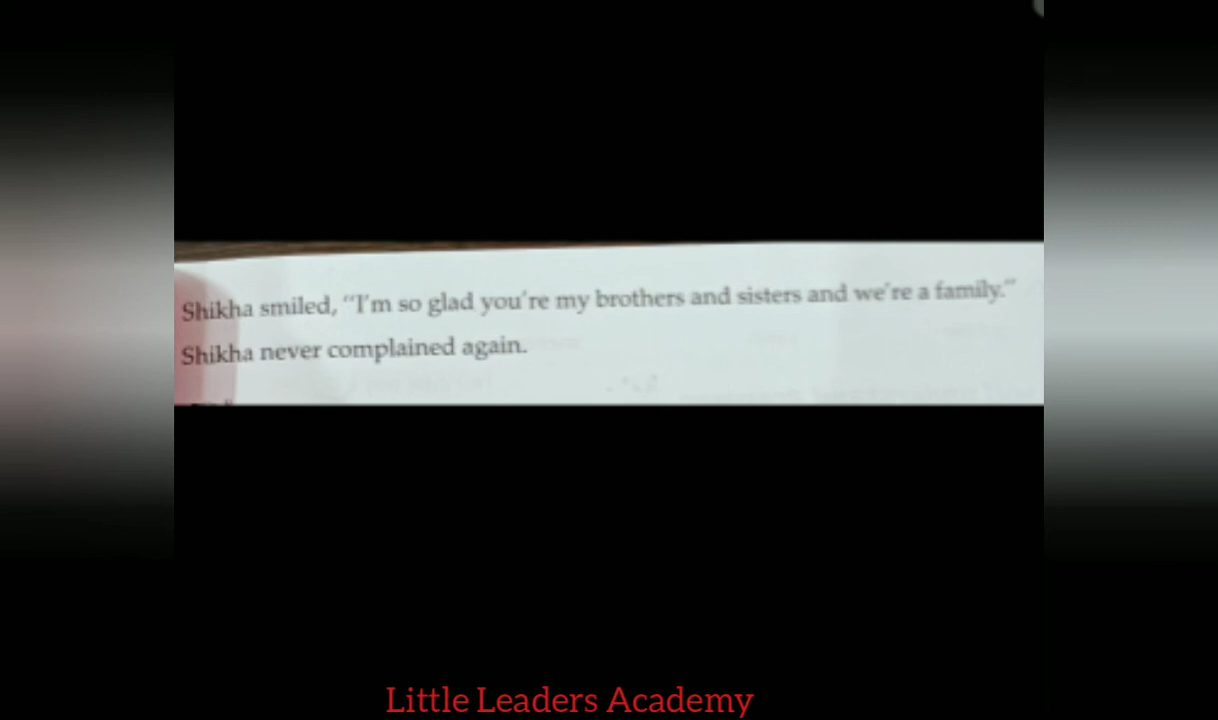 Shikha smiled, “I’m so glad you’re my brothers and sisters and we’re a family.”
Shikha never complained again.
Little Leaders Academy